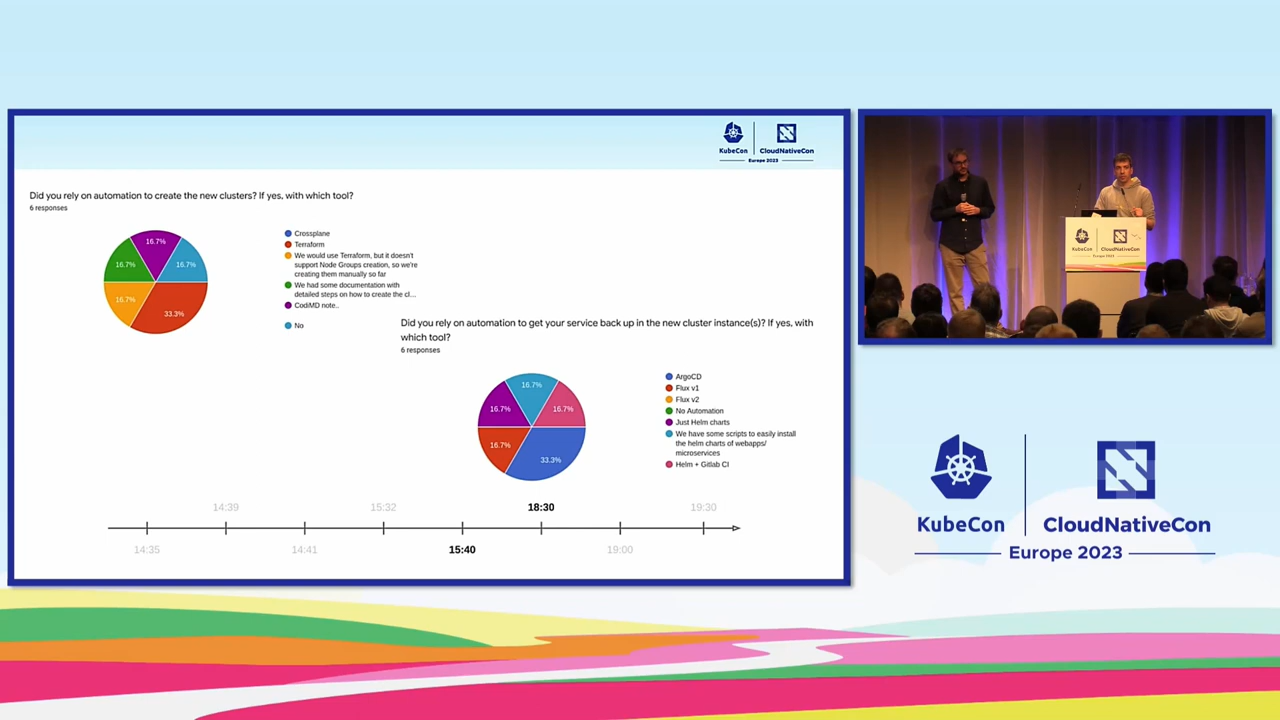 KubeCon
CloudNativeCon
Europe 2023
Did you rely on automation to create the new clusters? If yes, with which tool?
6 responses
16.7%
16.7%
16.7%
16.7%
33.3%
Crossplane
Terraform
We would use Terraform, but it doesn't
support Node Groups creation, so we're
creating them manually so far
We had some documentation with
detailed steps on how to create the cl...
CodiMD note..
No
Did you rely on automation to get your service back up in the new cluster instance(s)? If yes, with
which tool?
6 responses
16.7%
16.7%
16.7%
16.7%
33.3%
ArgoCD
Flux v1
Flux v2
No Automation
Just Helm charts
We have some scripts to easily install
the helm charts of webapps/
microservices
Helm + Gitlab CI
14:39
15:32
18:30
19:30
14:35
14:41
15:40
19:00
KubeCon
CloudNativeCon
Europe 2023
KubeCon
CloudNativeCon
Europe 2023